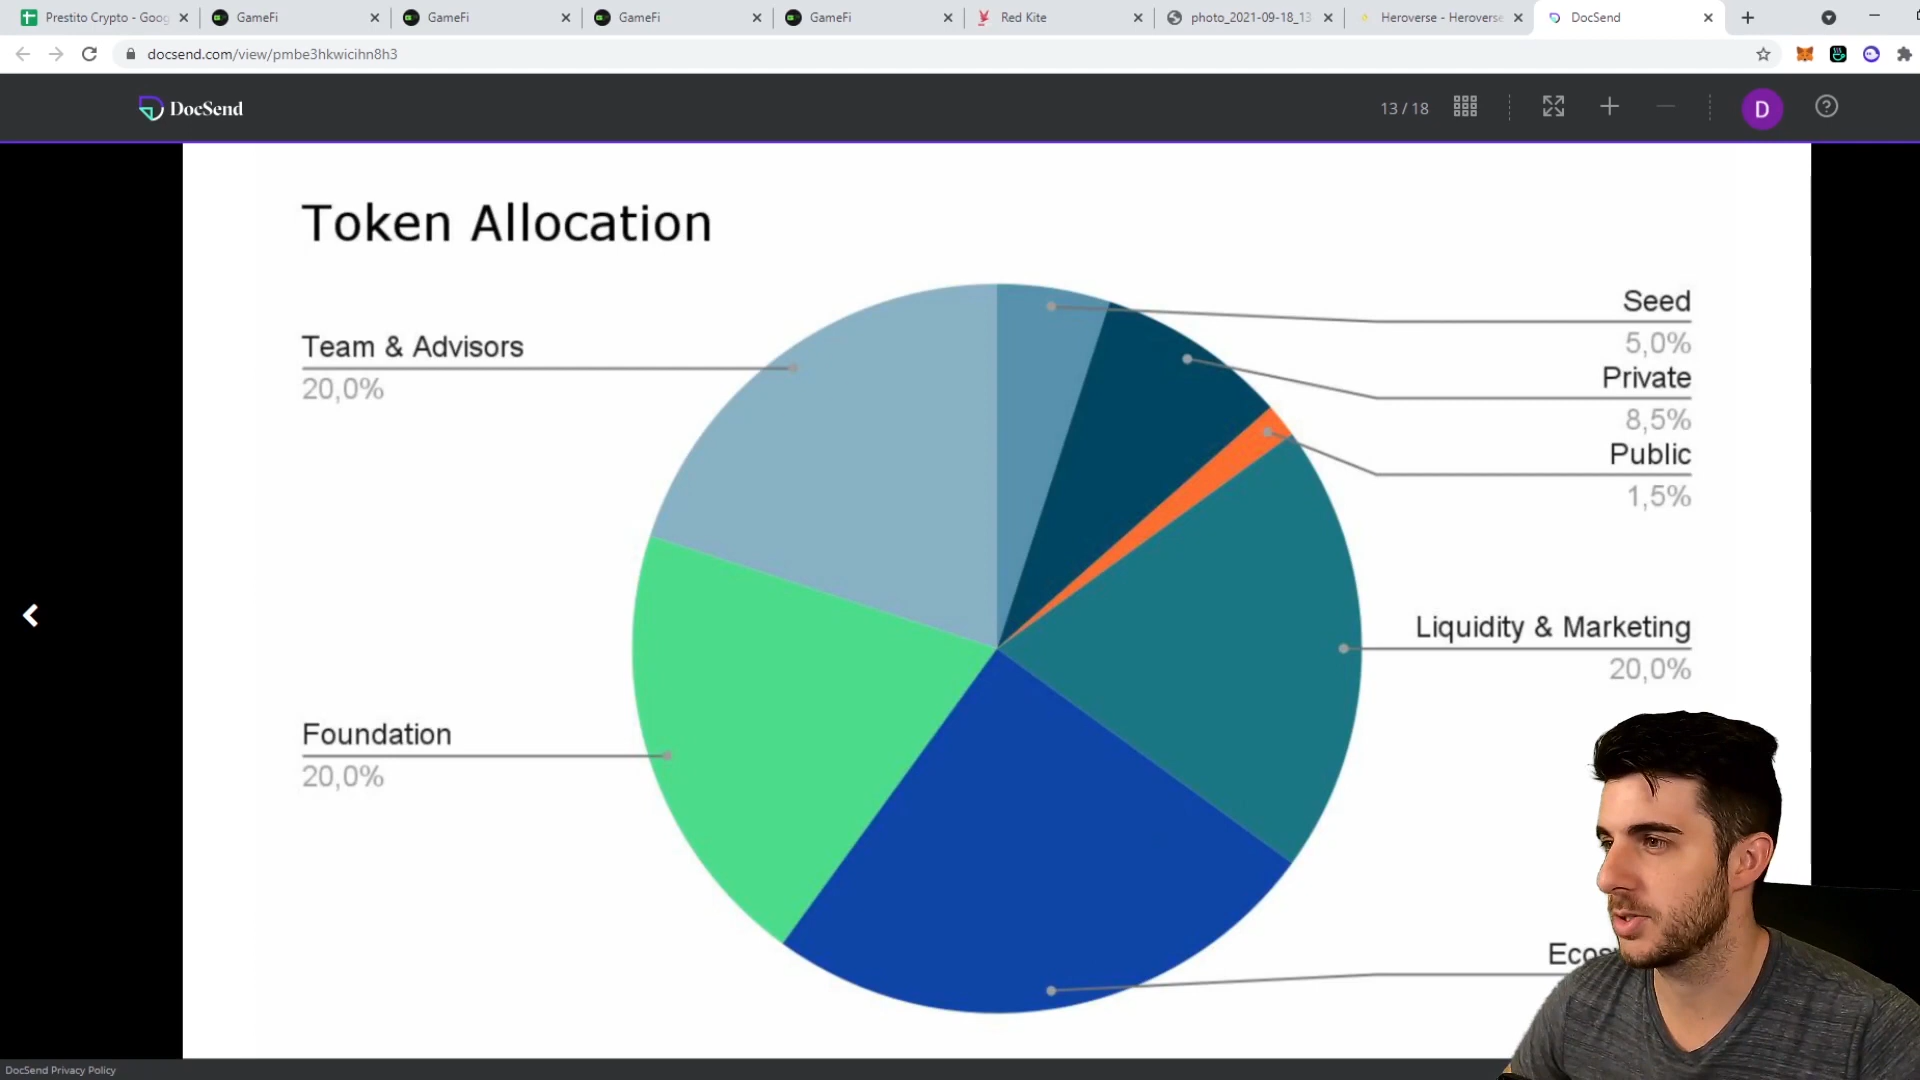 Prestito Crypto - Goog
GameFi
GameFi
GameFi
GameFi
Red Kite
photo_2021-09-18_13
Heroverse - Heroverse
DocSend
docsend.com/view/pmbe3hkwicihn8h3
DocSend
13 / 18
D
Token Allocation
Team & Advisors
20,0%
Seed
5,0%
Private
8,5%
Public
1,5%
Liquidity & Marketing
20,0%
Foundation
20,0%
DocSend Privacy Policy